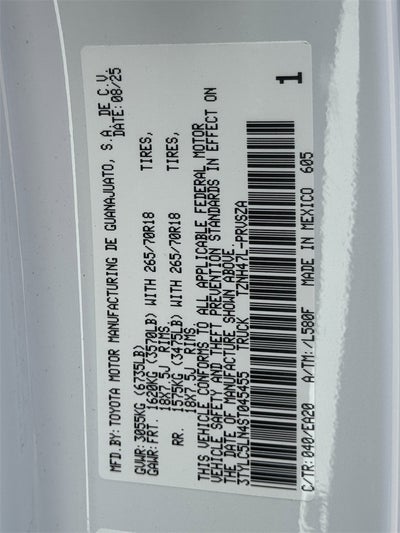 MFD.BY:TOYOTA MOTOR MANUFACTURING DE GUANAJUATO, S.A. DE C.V.
DATE: 08/25
GVWR:3055KG (6735LB)
GAWR:FRT. 1620KG (3570LB) WITH 265/70R18 TIRES,
18X7.5J RIMS,
RR. 1575KG (3475LB) WITH 265/70R18 TIRES,
18X7.5J RIMS.
THIS VEHICLE CONFORMS TO ALL APPLICABLE FEDERAL MOTOR
VEHICLE SAFETY AND THEFT PREVENTION STANDARDS IN EFFECT ON
THE DATE OF MANUFACTURE SHOWN ABOVE.
3TYLC5LN4ST045455 TRUCK TZNH47L-PRVSZA
1
C/TR:040/EA20 A/TM:/L580F MADE IN MEXICO 605